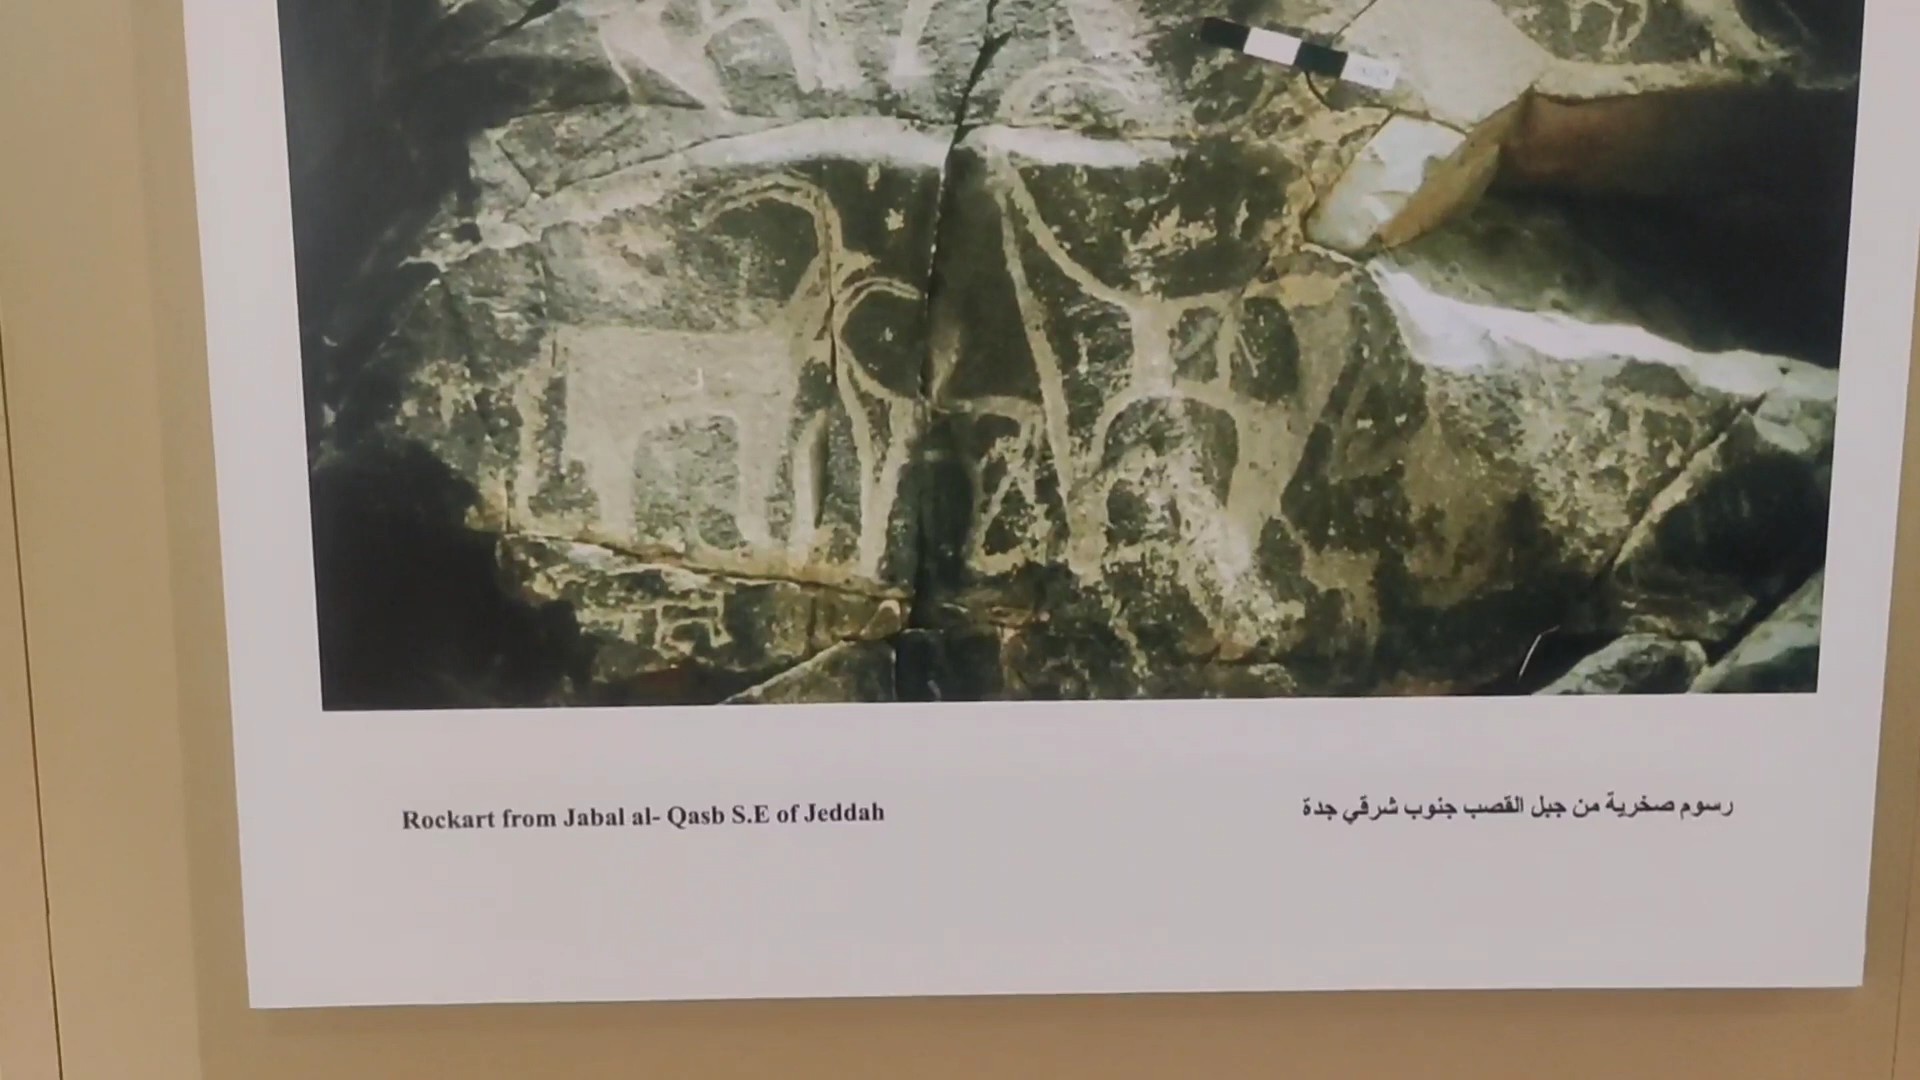 Rockart from Jabal al- Qasb S.E of Jeddah
رسوم صخرية من جبل القصب جنوب شرقي جدة